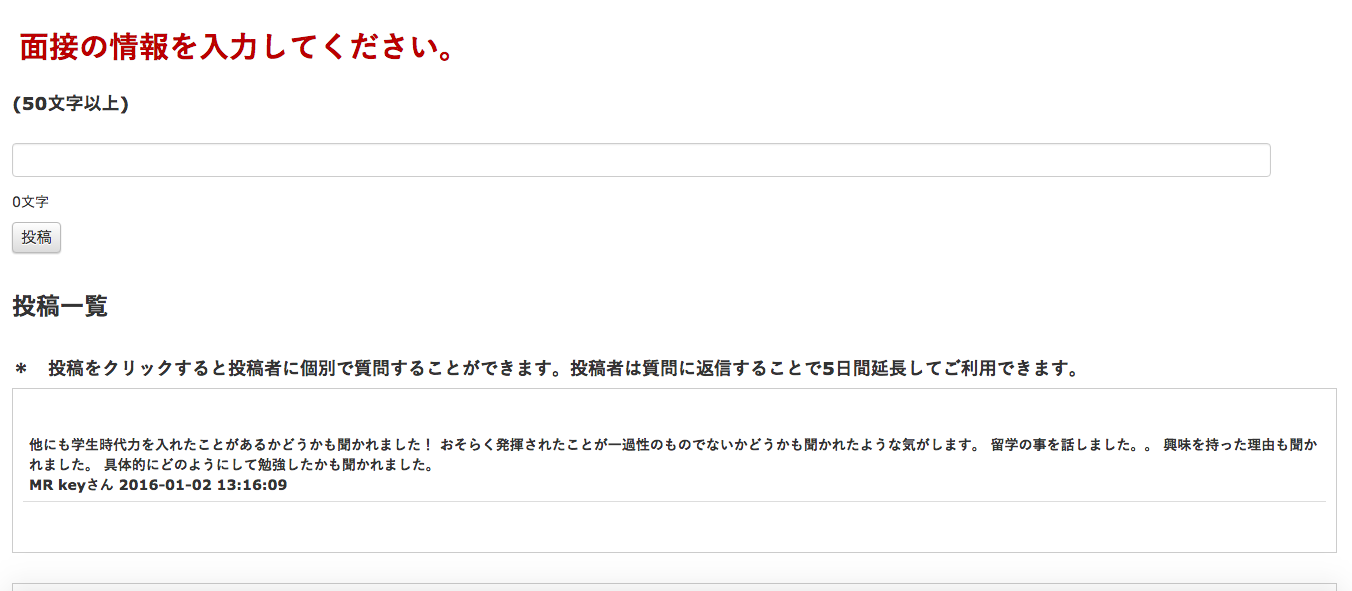 面接の情報を入力してください。
(50文字以上)
0文字
投稿
投稿一覧
＊　投稿をクリックすると投稿者に個別で質問することができます。投稿者は質問に返信することで5日間延長してご利用できます。
他にも学生時代力を入れたことがあるかどうかも聞かれました！ おそらく発揮されたことが一過性のものでないかどうかも聞かれたような気がします。 留学の事を話しました。。 興味を持った理由も聞か
れました。 具体的にどのようにして勉強したかも聞かれました。
MR keyさん 2016-01-02 13:16:09